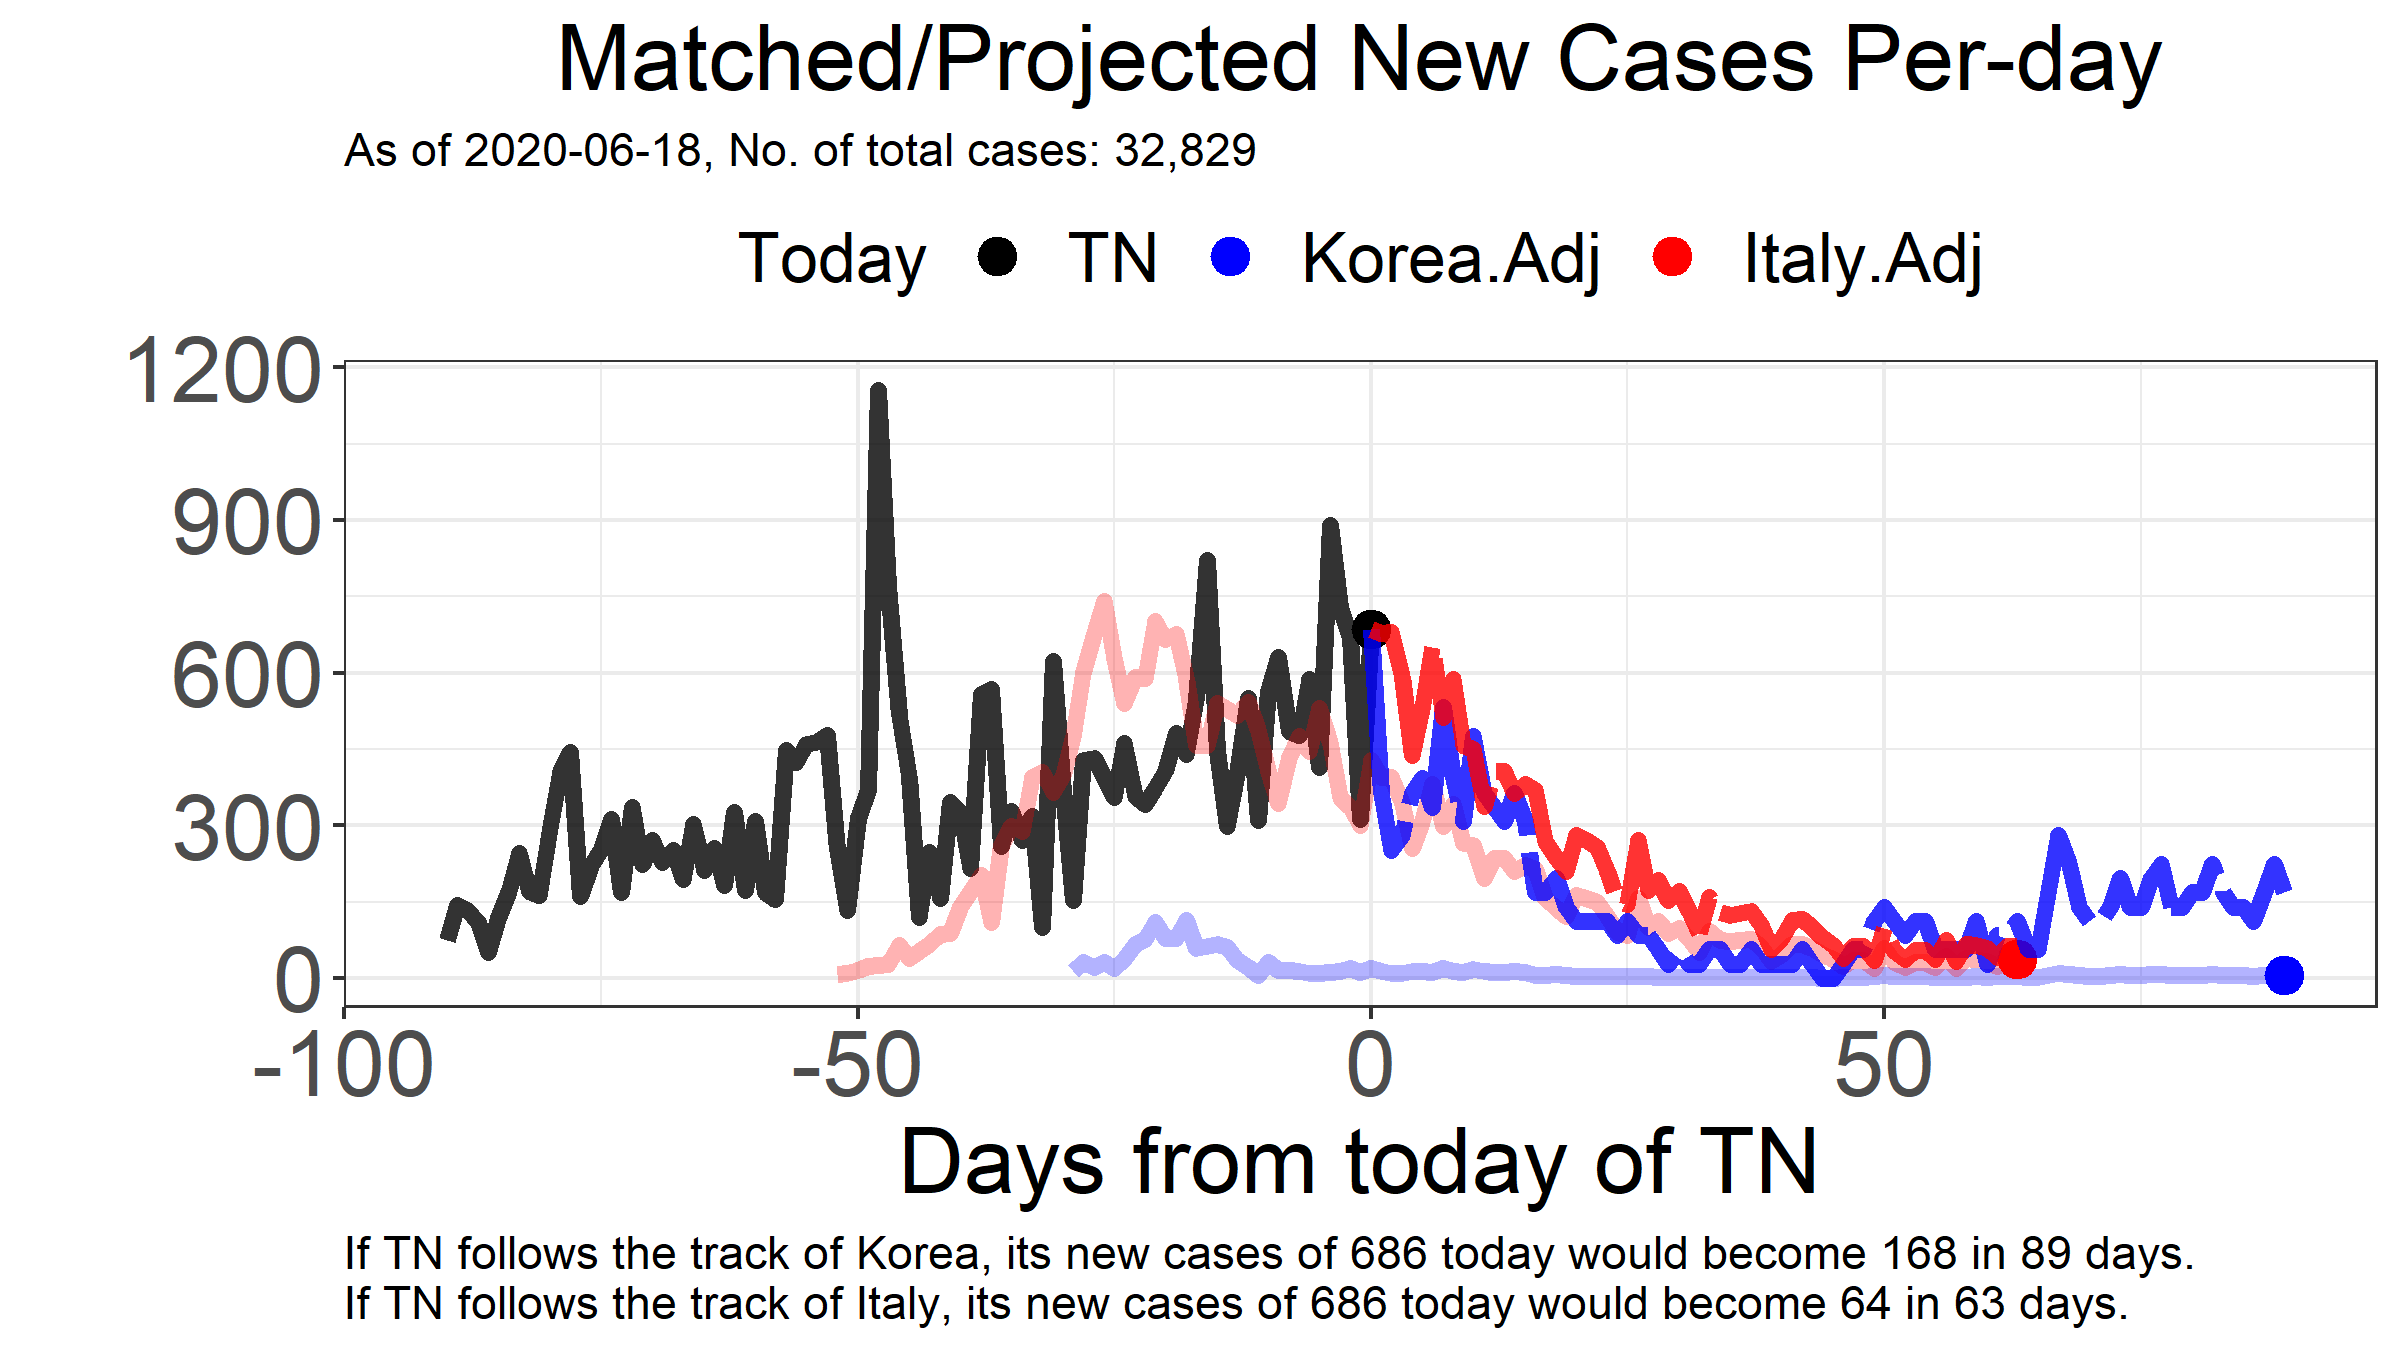 Matched/Projected New Cases Per-day
As of 2020-06-18, No. of total cases: 32,829
Today TN Korea.Adj Italy.Adj
1200
900
600
300
0
-100 -50 0 50
Days from today of TN
If TN follows the track of Korea, its new cases of 686 today would become 168 in 89 days.
If TN follows the track of Italy, its new cases of 686 today would become 64 in 63 days.